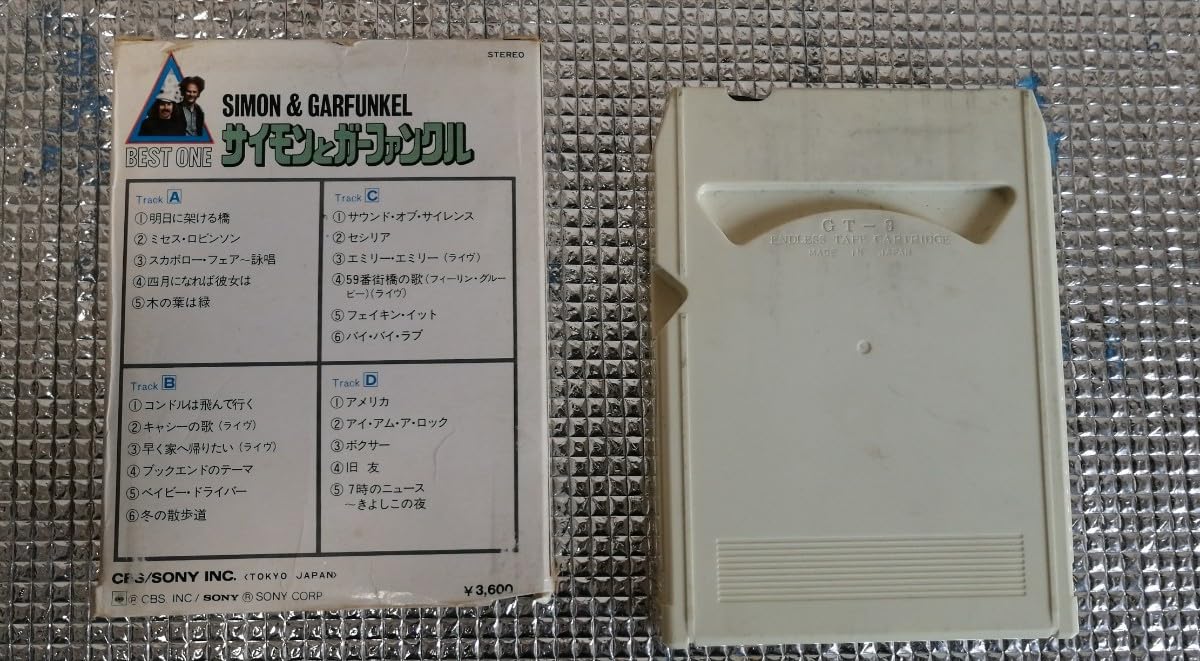 STEREO
SIMON & GARFUNKEL
サイモンとガーファンクル
BEST ONE
Track A
①明日に架ける橋
②ミセス・ロビンソン
③スカボロー・フェア〜詠唱
④四月になれば彼女は
⑤木の葉は緑
Track B
①コンドルは飛んで行く
②キャシーの歌(ライヴ)
③早く家へ帰りたい(ライヴ)
④ブックエンドのテーマ
⑤ベイビー・ドライバー
⑥冬の散歩道
Track C
①サウンド・オブ・サイレンス
②セシリア
③エミリー・エミリー(ライヴ)
④59番街橋の歌(フィーリン・グルー
ビー)(ライヴ)
⑤フェイキン・イット
⑥バイ・バイ・ラブ
Track D
①アメリカ
②アイ・アム・ア・ロック
③ボクサー
④旧 友
⑤7時のニュース
〜きよしこの夜
CBS/SONY INC. <TOKYO JAPAN>
Ⓟ CBS. INC / SONY Ⓡ SONY CORP
¥3,600
GT-3
ENDLESS TAPE CARTRIDGE
MADE IN JAPAN